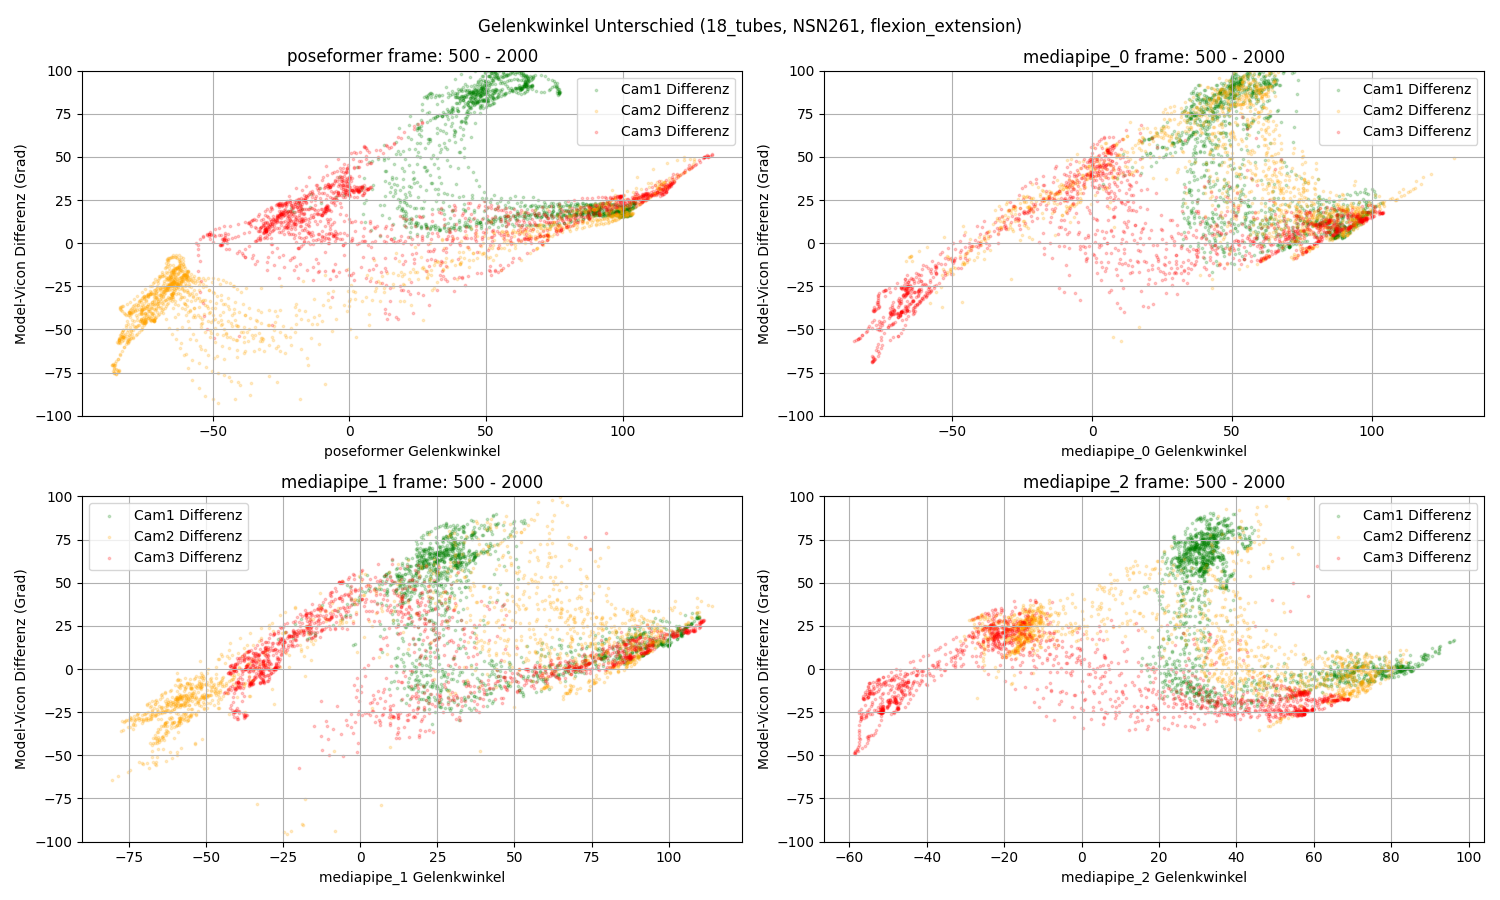 Gelenkwinkel Unterschied (18_tubes, NSN261, flexion_extension)
poseformer frame: 500 - 2000
Model-Vicon Differenz (Grad)
100
75
50
25
0
−25
−50
−75
−100
Cam1 Differenz
Cam2 Differenz
Cam3 Differenz
−50
0
50
100
poseformer Gelenkwinkel
mediapipe_0 frame: 500 - 2000
Model-Vicon Differenz (Grad)
100
75
50
25
0
−25
−50
−75
−100
Cam1 Differenz
Cam2 Differenz
Cam3 Differenz
−50
0
50
100
mediapipe_0 Gelenkwinkel
mediapipe_1 frame: 500 - 2000
Model-Vicon Differenz (Grad)
100
75
50
25
0
−25
−50
−75
−100
Cam1 Differenz
Cam2 Differenz
Cam3 Differenz
−75
−50
−25
0
25
50
75
100
mediapipe_1 Gelenkwinkel
mediapipe_2 frame: 500 - 2000
Model-Vicon Differenz (Grad)
100
75
50
25
0
−25
−50
−75
−100
Cam1 Differenz
Cam2 Differenz
Cam3 Differenz
−60
−40
−20
0
20
40
60
80
100
mediapipe_2 Gelenkwinkel